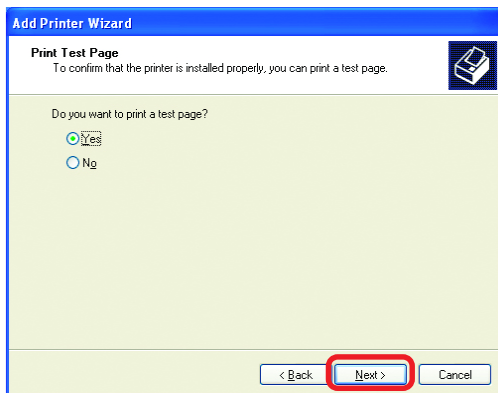 Add Printer Wizard
Print Test Page
To confirm that the printer is installed properly, you can print a test page.
Do you want to print a test page?
Yes
No
< Back
Next >
Cancel